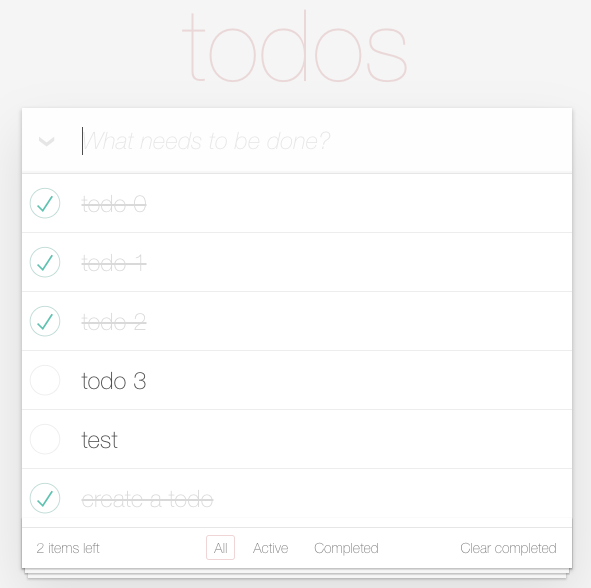 todos
What needs to be done?
todo 0
todo 1
todo 2
todo 3
test
create a todo
2 items left All Active Completed Clear completed